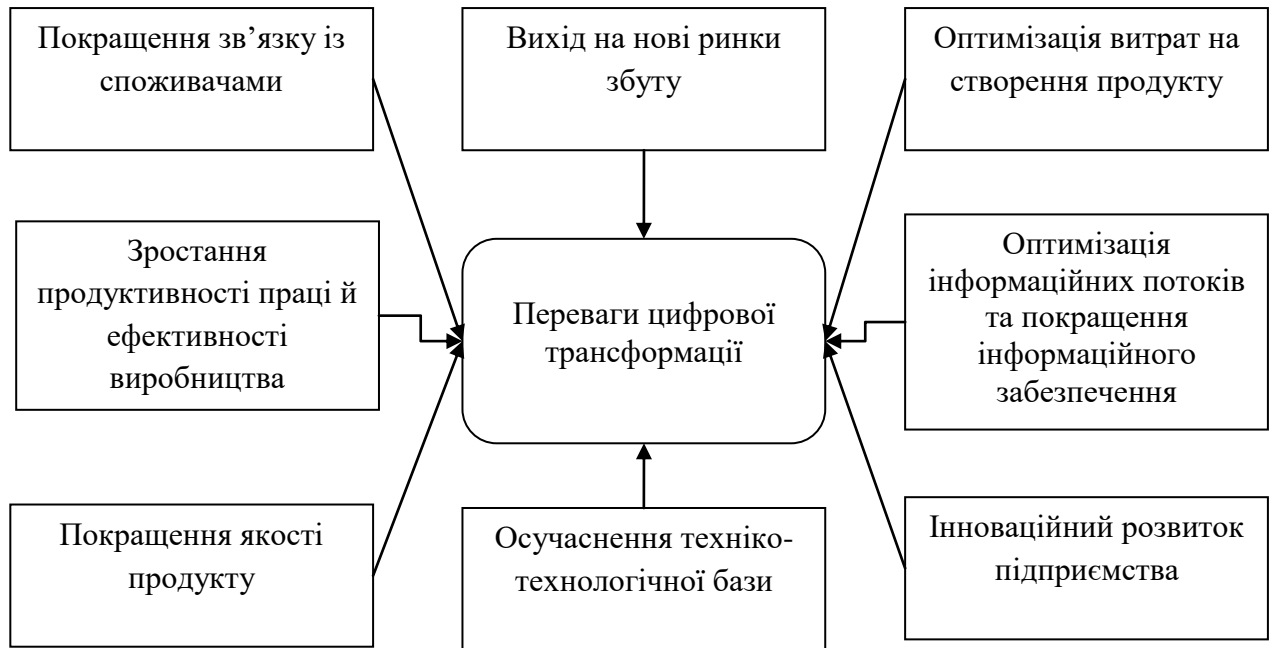 Покращення зв’язку із
споживачами
Вихід на нові ринки
збуту
Оптимізація витрат на
створення продукту
Зростання
продуктивності праці й
ефективності
виробництва
Переваги цифрової
трансформації
Оптимізація
інформаційних потоків
та покращення
інформаційного
забезпечення
Покращення якості
продукту
Осучаснення техніко-
технологічної бази
Інноваційний розвиток
підприємства